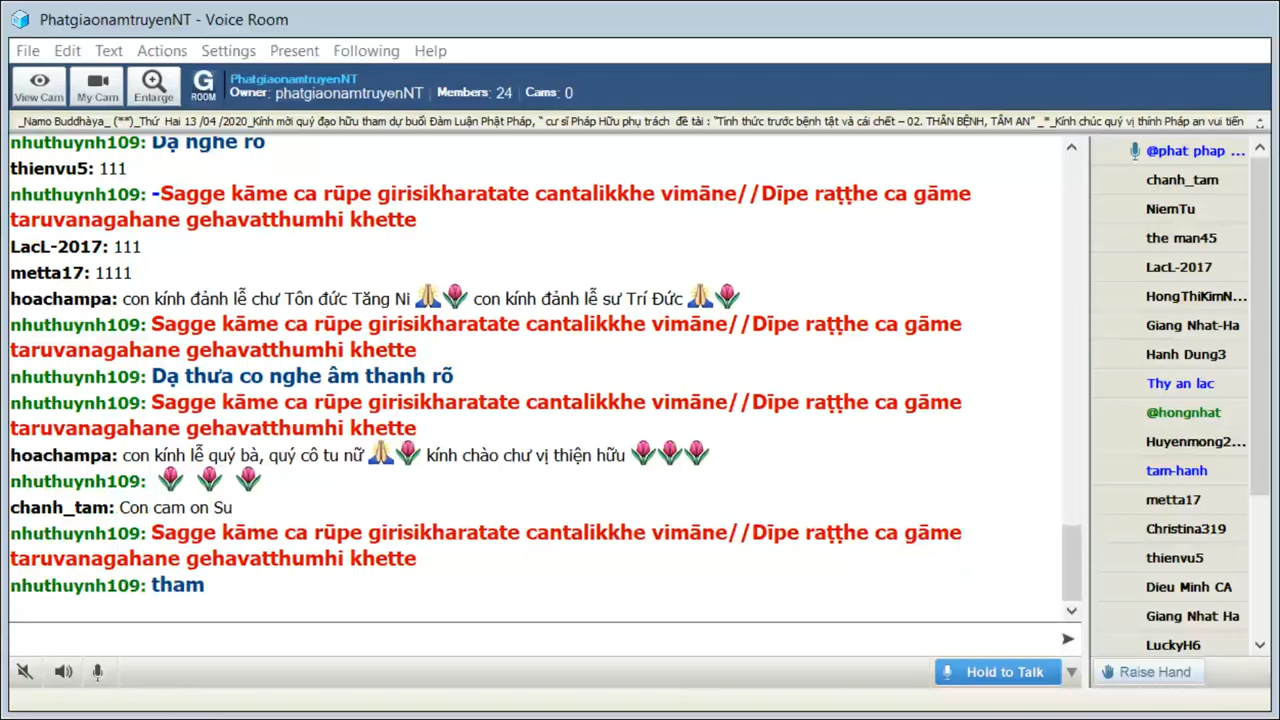 PhatgiaonamtruyenNT - Voice Room
File Edit Text Actions Settings Present Following Help
View Cam My Cam Enlarge G ROOM
PhatgiaonamtruyenNT
Owner: phatgiaonamtruyenNT Members: 24 Cams: 0
_Namo Buddhàya_ (**)_Thứ Hai 13 /04 /2020_Kính mời quý đạo hữu tham dự buổi Đàm Luận Phật Pháp, “ cư sĩ Pháp Hữu phụ trách đề tài : “Tỉnh thức trước bệnh tật và cái chết – 02. THÂN BỆNH, TÂM AN” _*_Kính chúc quý vị thính Pháp an vui tiến
nhuthuynh109: Dạ nghe rõ
thienvu5: 111
nhuthuynh109: -Sagge kāme ca rūpe girisikharatate cantalikkhe vimāne//Dīpe raṭṭhe ca gāme
taruvanagahane gehavatthumhi khette
LacL-2017: 111
metta17: 1111
hoachampa: con kính đảnh lễ chư Tôn đức Tăng Ni 🙏🌷 con kính đảnh lễ sư Trí Đức 🙏🌷
nhuthuynh109: Sagge kāme ca rūpe girisikharatate cantalikkhe vimāne//Dīpe raṭṭhe ca gāme
taruvanagahane gehavatthumhi khette
nhuthuynh109: Dạ thưa co nghe âm thanh rõ
nhuthuynh109: Sagge kāme ca rūpe girisikharatate cantalikkhe vimāne//Dīpe raṭṭhe ca gāme
taruvanagahane gehavatthumhi khette
hoachampa: con kính lễ quý bà, quý cô tu nữ 🙏🌷 kính chào chư vị thiện hữu 🌷🌷🌷
nhuthuynh109: 🌷 🌷 🌷
chanh_tam: Con cam on Su
nhuthuynh109: Sagge kāme ca rūpe girisikharatate cantalikkhe vimāne//Dīpe raṭṭhe ca gāme
taruvanagahane gehavatthumhi khette
nhuthuynh109: tham
@phat phap ...
chanh_tam
NiemTu
the man45
LacL-2017
HongThiKimN...
Giang Nhat-Ha
Hanh Dung3
Thy an lac
@hongnhat
Huyenmong2...
tam-hanh
metta17
Christina319
thienvu5
Dieu Minh CA
Giang Nhat Ha
LuckyH6
Hold to Talk
Raise Hand